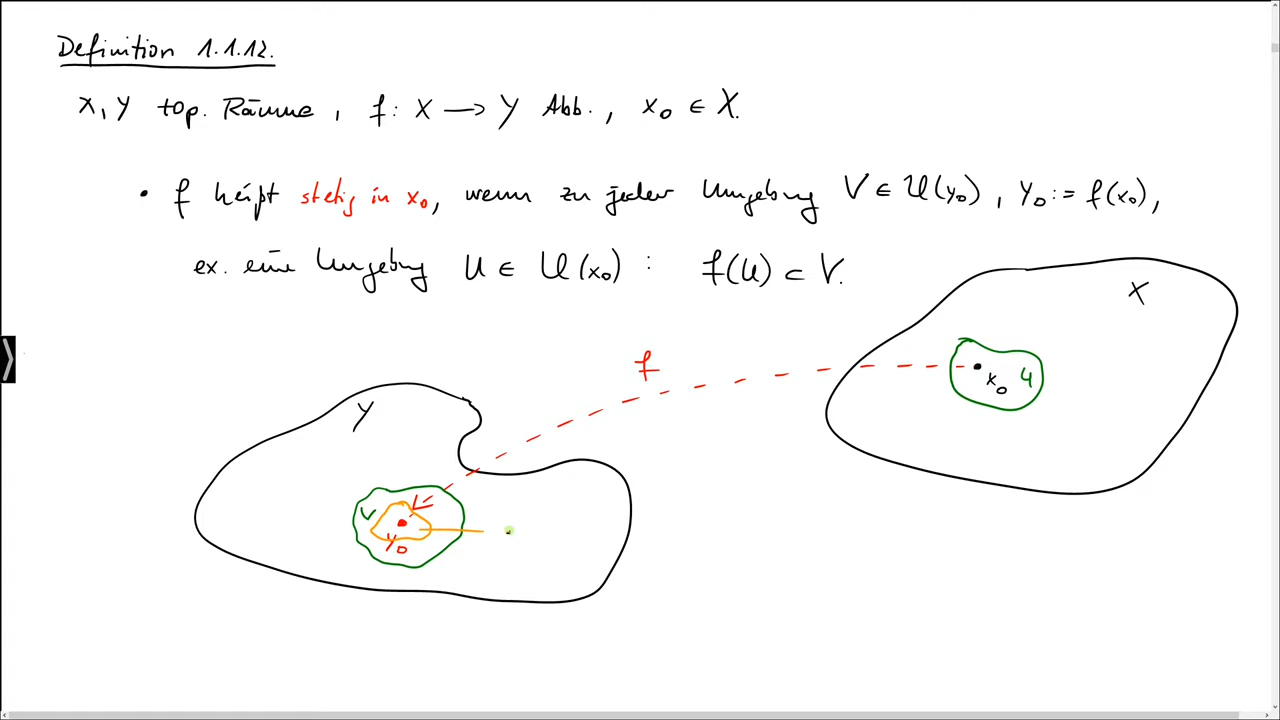 Definition 1.1.12.
X, Y top. Räume, f: X → Y Abb., x₀ ∈ X.
• f heißt stetig in x₀, wenn zu jeder Umgebung V ∈ 𝒰(y₀), y₀ := f(x₀),
ex. eine Umgebung U ∈ 𝒰(x₀) : f(U) ⊂ V.
X
f
x₀ U
Y
V
y₀